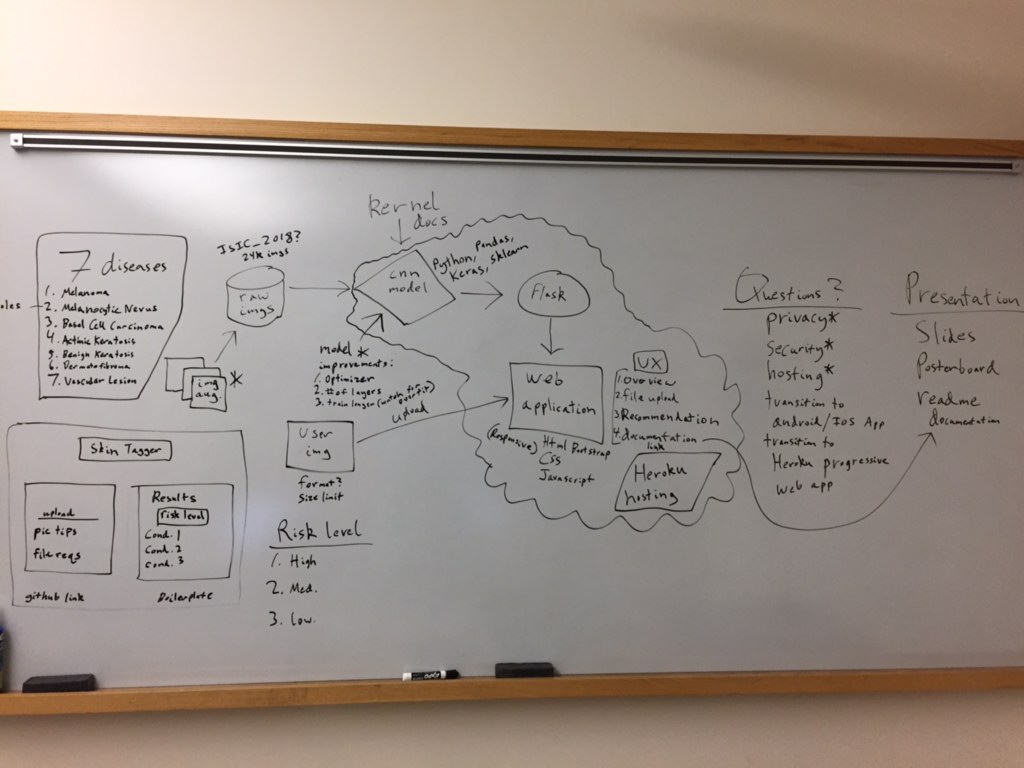 7 diseases
1. Melanoma
oles
2. Melanocytic Nevus
3. Basal Cell Carcinoma
4. Actinic Keratosis
5. Benign Keratosis
6. Dermatofibroma
7. Vascular Lesion
ISIC_2018?
24k imgs
raw
imgs
img
aug.
*
kernel
docs
cnn
model
Python, pandas,
Keras, sklearn
Flask
model *
improvements:
1. Optimizer
2. # of layers
3. train longer
upload
User
img
format?
Size limit
Web
application
(Responsive) Html Bootstrap
CSS
Javascript
UX
1. Overview
2. file upload
3. Recommendation
4. documentation
link
Heroku
hosting
Skin Tagger
upload
pic tips
file reqs
Results
risk level
Cond. 1
Cond. 2
Cond. 3
github link
Boilerplate
Risk level
1. High
2. Med.
3. Low.
Questions?
privacy*
Security*
hosting*
transition to
android/IOS App
transition to
Heroku progressive
web app
Presentation
Slides
Posterboard
readme
documentation
EXPO